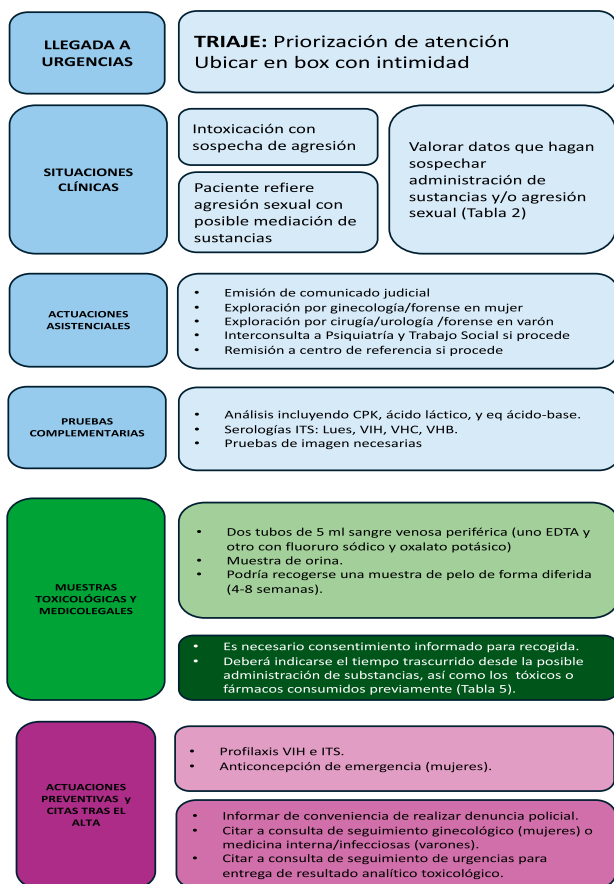 LLEGADA A
URGENCIAS
TRIAJE: Priorización de atención
Ubicar en box con intimidad
SITUACIONES
CLÍNICAS
Intoxicación con
sospecha de agresión
Paciente refiere
agresión sexual con
posible mediación de
sustancias
Valorar datos que hagan
sospechar
administración de
sustancias y/o agresión
sexual (Tabla 2)
ACTUACIONES
ASISTENCIALES
• Emisión de comunicado judicial
• Exploración por ginecología/forense en mujer
• Exploración por cirugía/urología /forense en varón
• Interconsulta a Psiquiatría y Trabajo Social si procede
• Remisión a centro de referencia si procede
PRUEBAS
COMPLEMENTARIAS
• Análisis incluyendo CPK, ácido láctico, y eq ácido-base.
• Serologías ITS: Lues, VIH, VHC, VHB.
• Pruebas de imagen necesarias
MUESTRAS
TOXICOLÓGICAS Y
MEDICOLEGALES
• Dos tubos de 5 ml sangre venosa periférica (uno EDTA y
otro con fluoruro sódico y oxalato potásico)
• Muestra de orina.
• Podría recogerse una muestra de pelo de forma diferida
(4-8 semanas).
• Es necesario consentimiento informado para recogida.
• Deberá indicarse el tiempo trascurrido desde la posible
administración de substancias, así como los tóxicos o
fármacos consumidos previamente (Tabla 5).
ACTUACIONES
PREVENTIVAS y
CITAS TRAS EL
ALTA
• Profilaxis VIH e ITS.
• Anticoncepción de emergencia (mujeres).
• Informar de conveniencia de realizar denuncia policial.
• Citar a consulta de seguimiento ginecológico (mujeres) o
medicina interna/infecciosos (varones).
• Citar a consulta de seguimiento de urgencias para
entrega de resultado analítico toxicológico.